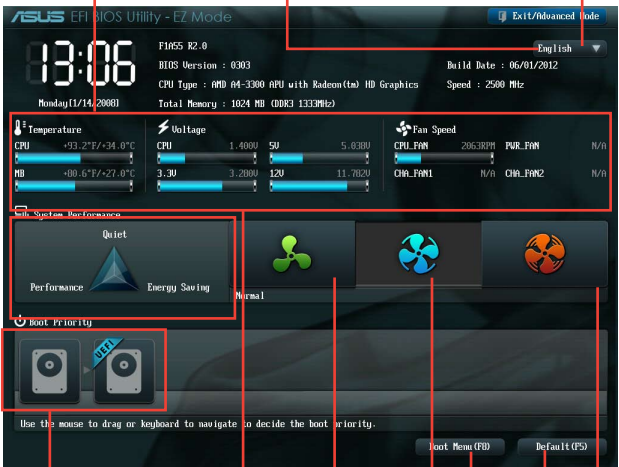 ASUS EFI BIOS Utility - EZ Mode
Exit/Advanced Mode
13:06
Monday[1/14/2008]
F1A55 R2.0
English
BIOS Version : 0303
Build Date : 06/01/2012
CPU Type : AMD A4-3300 APU with Radeon(tm) HD Graphics
Speed : 2500 MHz
Total Memory : 1024 MB (DDR3 1333MHz)
Temperature
Voltage
Fan Speed
CPU +93.2°F/+34.0°C
CPU 1.400V 5V 5.038V
CPU_FAN 2063RPM PWR_FAN N/A
MB +80.6°F/+27.0°C
3.3V 3.280V 12V 11.782V
CHA_FAN1 N/A CHA_FAN2 N/A
System Performance
Quiet
Performance
Energy Saving
Normal
Boot Priority
UEFI
Use the mouse to drag or keyboard to navigate to decide the boot priority.
Boot Menu(F8)
Default(F5)